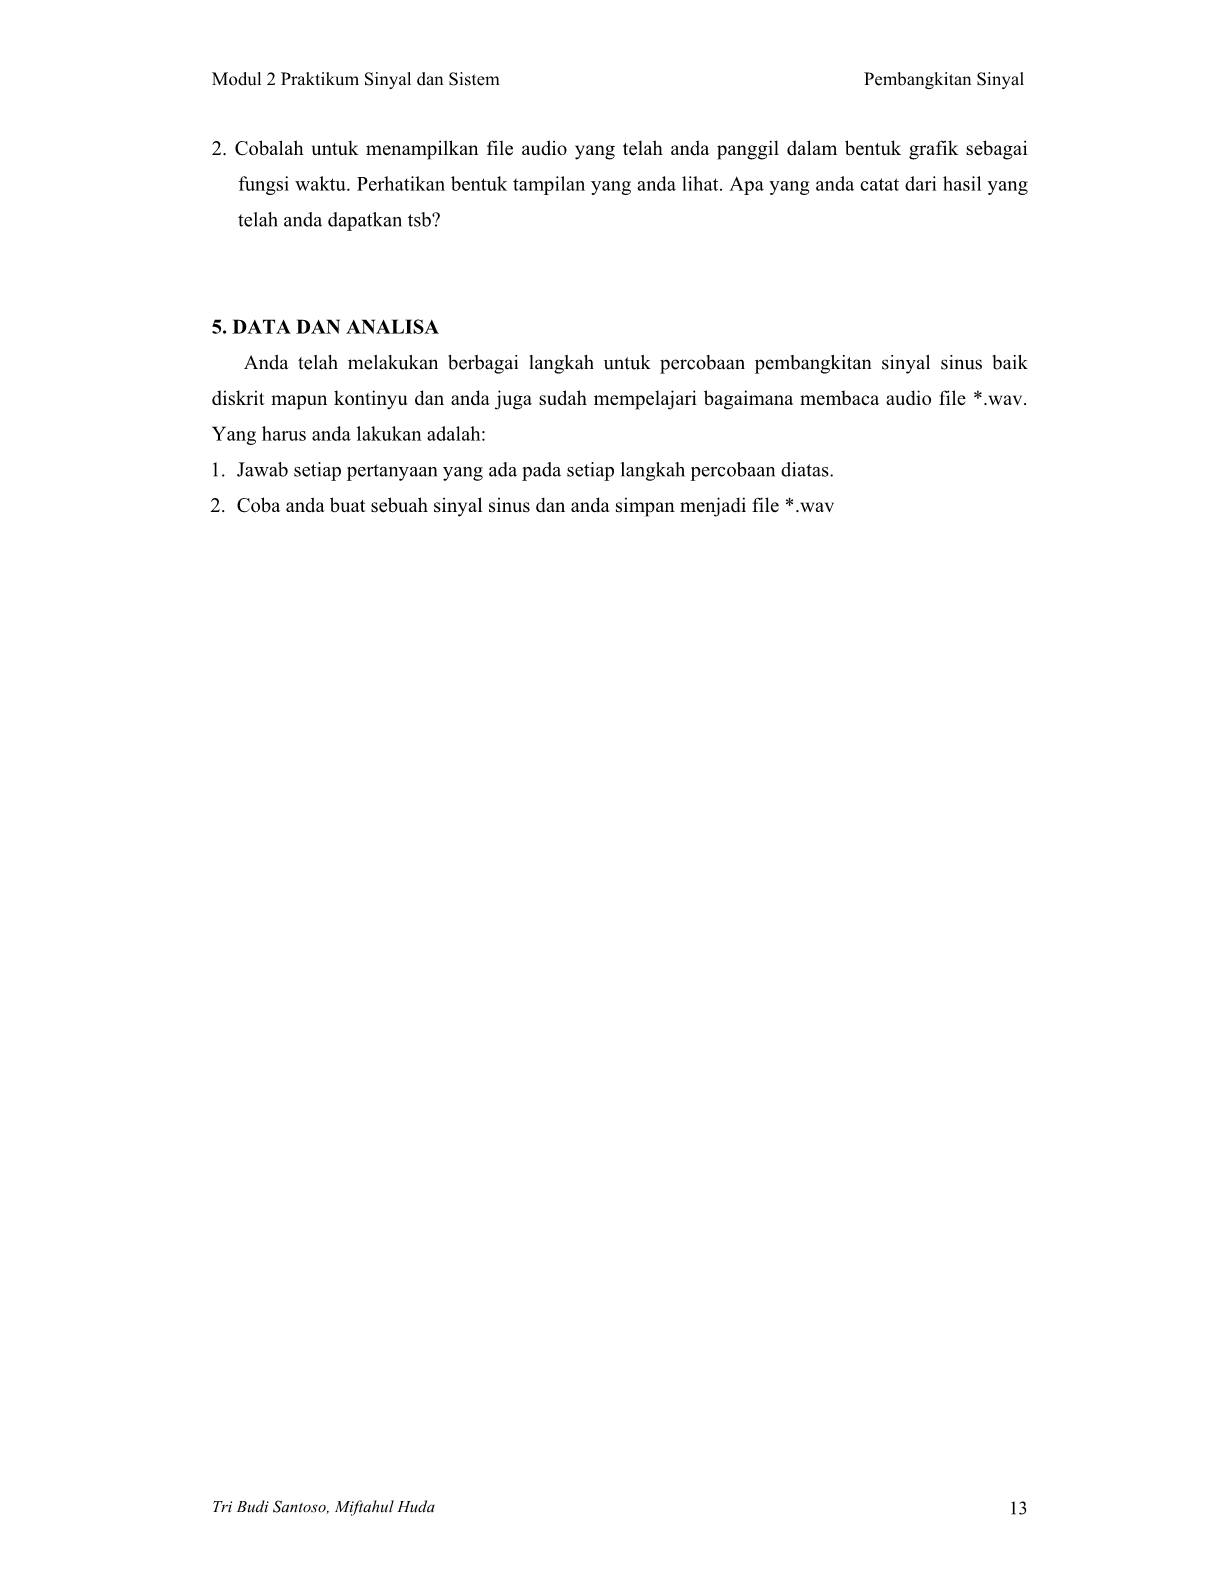 Modul 2 Praktikum Sinyal dan Sistem Pembangkitan Sinyal
2. Cobalah untuk menampilkan file audio yang telah anda panggil dalam bentuk grafik sebagai
fungsi waktu. Perhatikan bentuk tampilan yang anda lihat. Apa yang anda catat dari hasil yang
telah anda dapatkan tsb?
5. DATA DAN ANALISA
Anda telah melakukan berbagai langkah untuk percobaan pembangkitan sinyal sinus baik
diskrit mapun kontinyu dan anda juga sudah mempelajari bagaimana membaca audio file *.wav.
Yang harus anda lakukan adalah:
1. Jawab setiap pertanyaan yang ada pada setiap langkah percobaan diatas.
2. Coba anda buat sebuah sinyal sinus dan anda simpan menjadi file *.wav
Tri Budi Santoso, Miftahul Huda 13